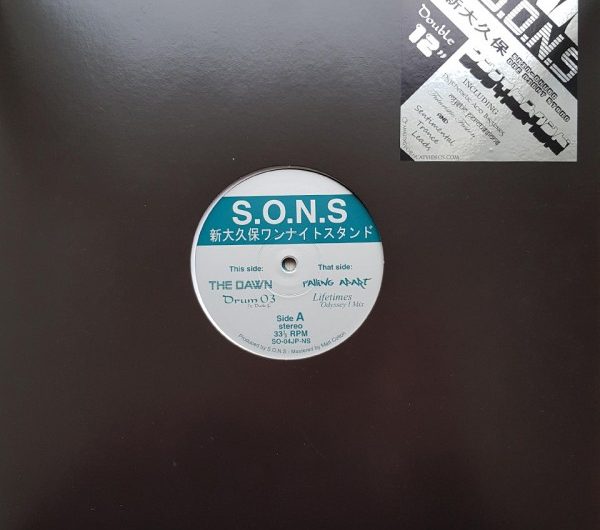 S.O.N.S
新大久保
Double
12"
INCLUDING
AND
Sentimental
Trance
Leads
S.O.N.S
新大久保ワンナイトスタンド
This side:
That side:
THE DAWN
FALLING APART
Drum 03
Lifetimes
Odyssey I Mix
Side A
stereo
33⅓ RPM
SO-04JP-NS
Produced by S.O.N.S - Mastered by Matt Colton